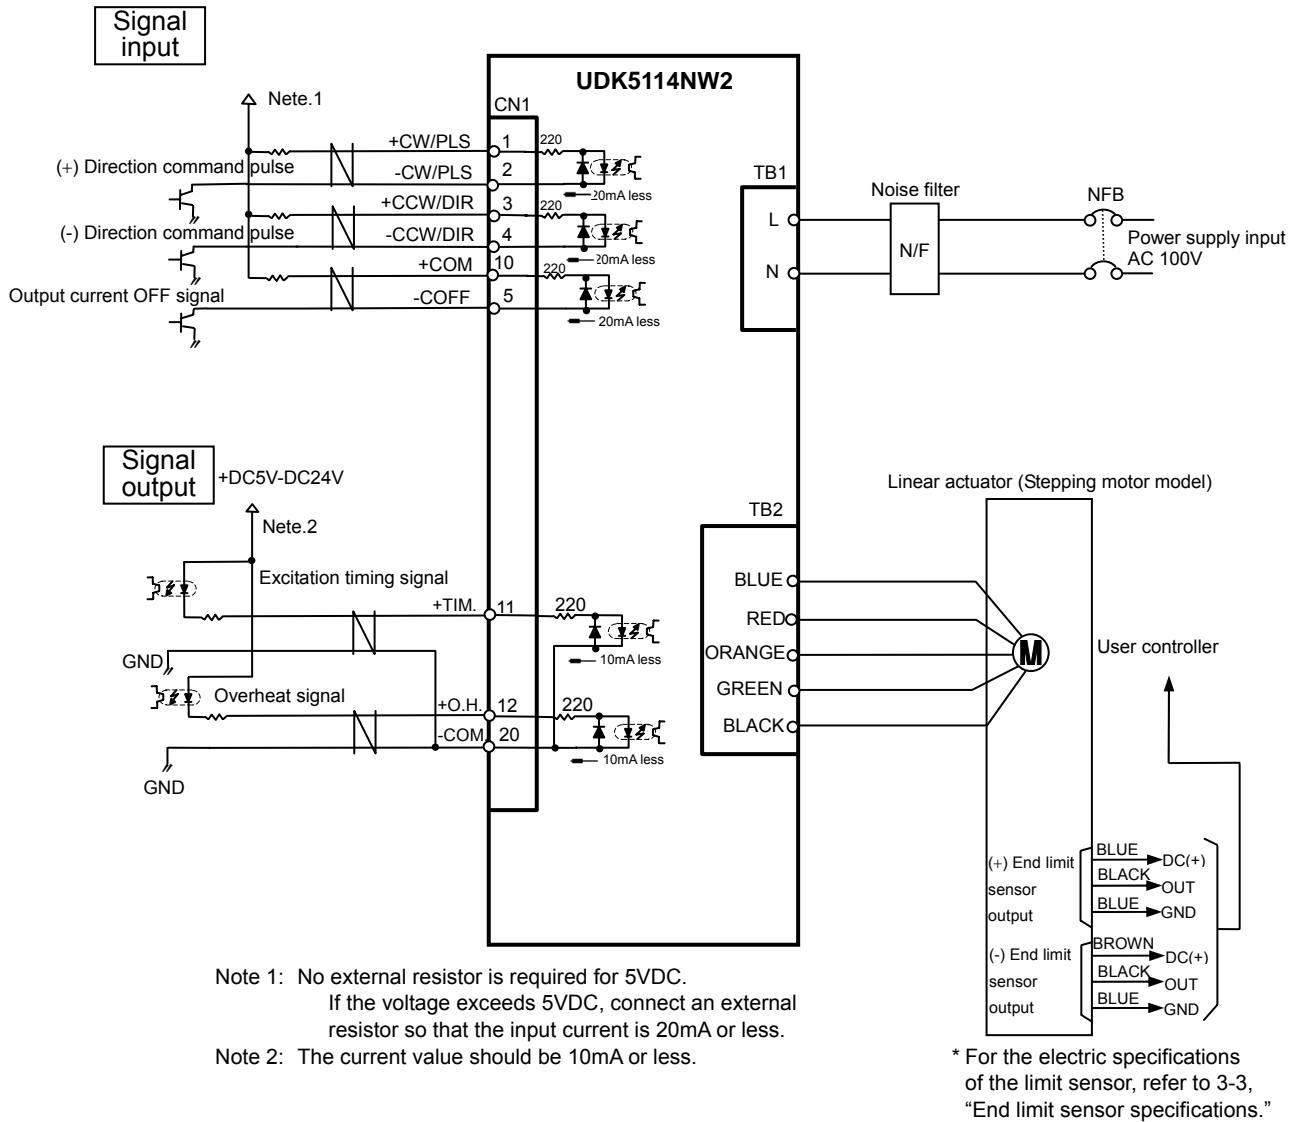 Signal
input
UDK5114NW2
Nete.1
CN1
+CW/PLS
1
220
(+) Direction command pulse
-CW/PLS
2
20mA less
+CCW/DIR
3
220
(-) Direction command pulse
-CCW/DIR
4
20mA less
+COM
10
220
Output current OFF signal
-COFF
5
20mA less
TB1
L
N
Noise filter
N/F
NFB
Power supply input
AC 100V
Signal
output
+DC5V-DC24V
Nete.2
Excitation timing signal
+TIM.
11
220
10mA less
GND
Overheat signal
+O.H.
12
220
-COM
20
10mA less
GND
TB2
BLUE
RED
ORANGE
GREEN
BLACK
Linear actuator (Stepping motor model)
M
User controller
(+) End limit
sensor
output
BLUE
DC(+)
BLACK
OUT
BLUE
GND
(-) End limit
sensor
output
BROWN
DC(+)
BLACK
OUT
BLUE
GND
Note 1: No external resistor is required for 5VDC.
If the voltage exceeds 5VDC, connect an external
resistor so that the input current is 20mA or less.
Note 2: The current value should be 10mA or less.
* For the electric specifications
of the limit sensor, refer to 3-3,
“End limit sensor specifications.”